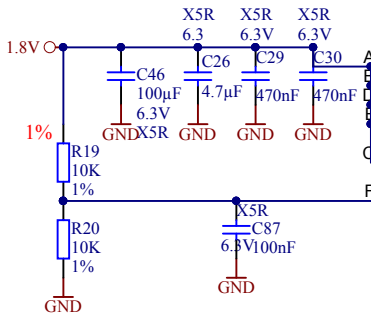 X5R X5R X5R
6.3 6.3V 6.3V
1.8V
C46 C26 C29 C30
100µF 4.7µF 470nF 470nF
6.3V
X5R
GND GND GND GND
1%
R19
10K
1%
X5R
R20 C87
10K 6.3V 100nF
1%
GND GND